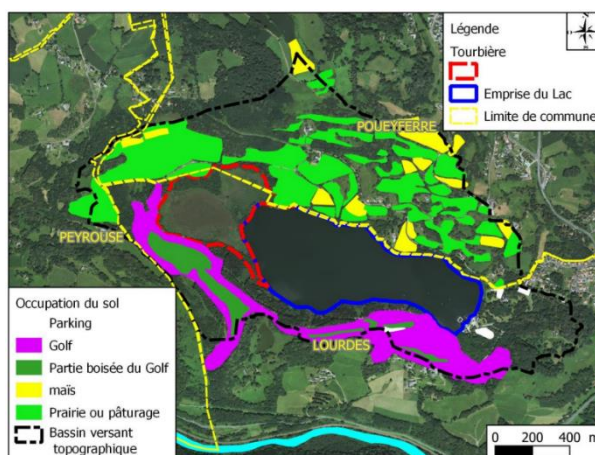 Légende
Tourbière
Emprise du Lac
Limite de commune
POUEYFERRE
PEYROUSE
LOURDES
Occupation du sol
Parking
Golf
Partie boisée du Golf
maïs
Prairie ou pâturage
Bassin versant
topographique
0 200 400 m